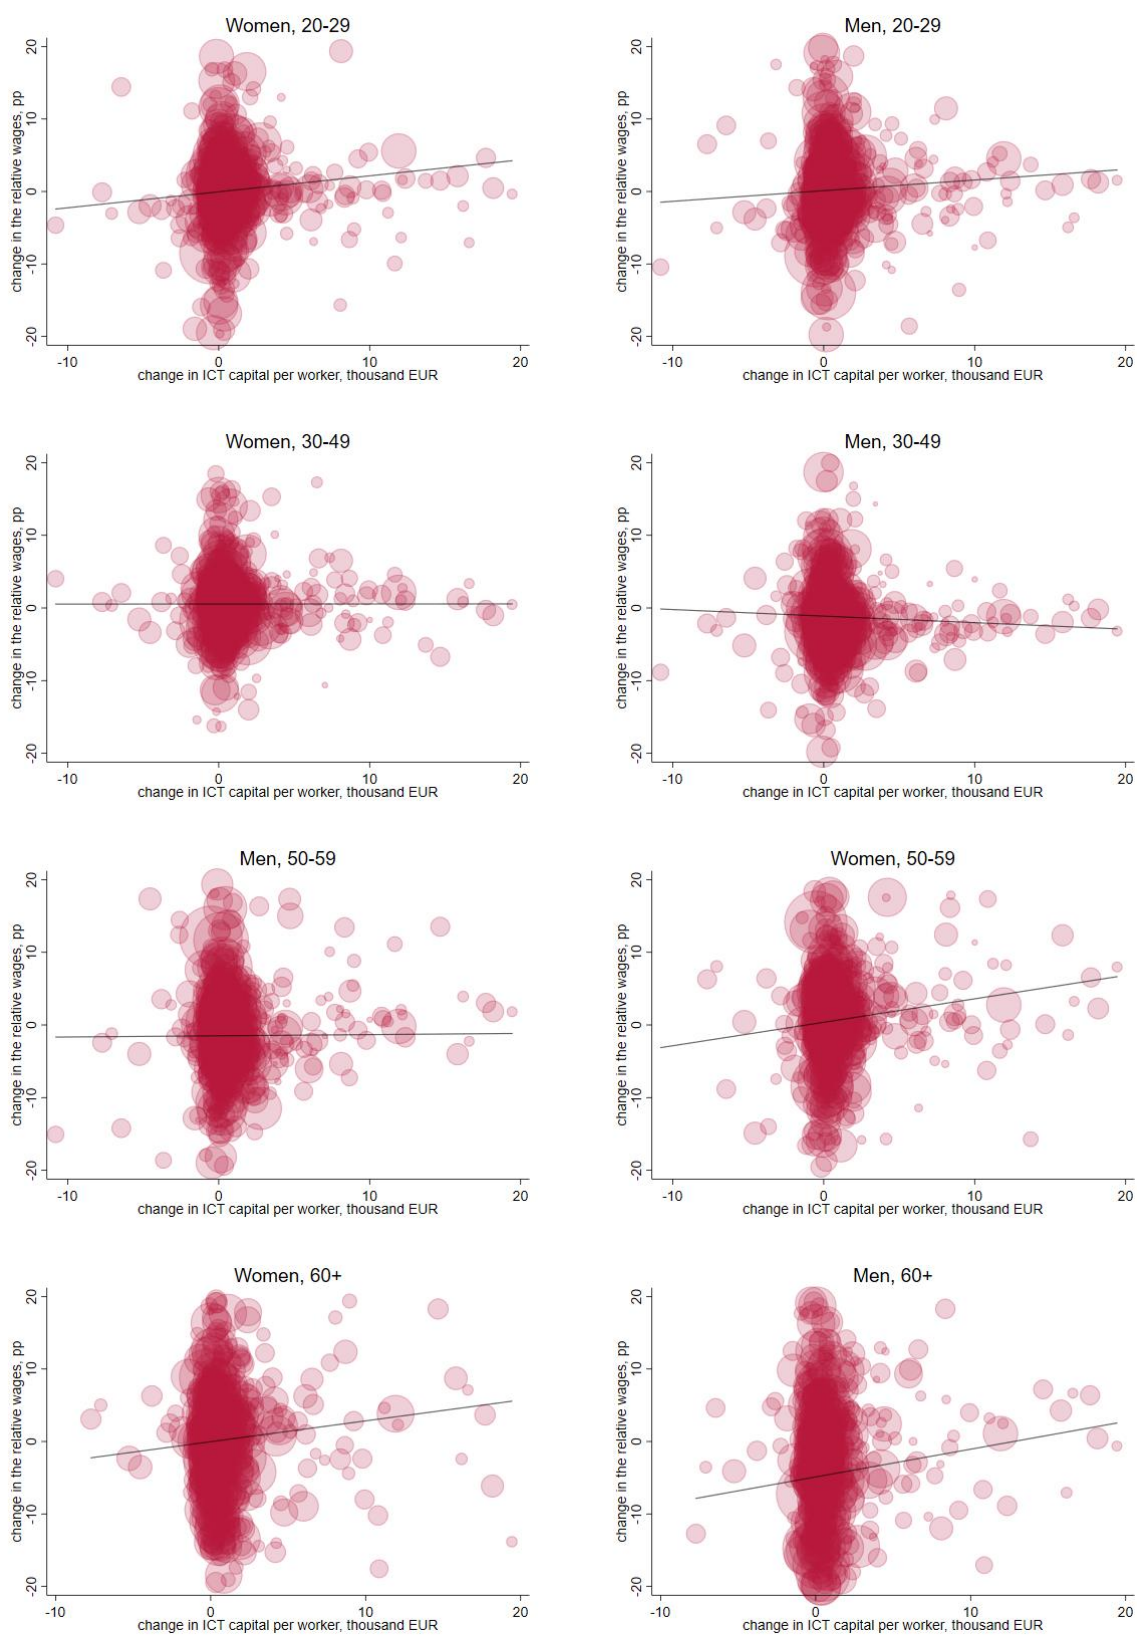 Women, 20-29
change in the relative wages, pp
20
10
0
-10
-20
-10 0 10 20
change in ICT capital per worker, thousand EUR
Men, 20-29
change in the relative wages, pp
20
10
0
-10
-20
-10 0 10 20
change in ICT capital per worker, thousand EUR
Women, 30-49
change in the relative wages, pp
20
10
0
-10
-20
-10 0 10 20
change in ICT capital per worker, thousand EUR
Men, 30-49
change in the relative wages, pp
20
10
0
-10
-20
-10 0 10 20
change in ICT capital per worker, thousand EUR
Men, 50-59
change in the relative wages, pp
20
10
0
-10
-20
-10 0 10 20
change in ICT capital per worker, thousand EUR
Women, 50-59
change in the relative wages, pp
20
10
0
-10
-20
-10 0 10 20
change in ICT capital per worker, thousand EUR
Women, 60+
change in the relative wages, pp
20
10
0
-10
-20
-10 0 10 20
change in ICT capital per worker, thousand EUR
Men, 60+
change in the relative wages, pp
20
10
0
-10
-20
-10 0 10 20
change in ICT capital per worker, thousand EUR